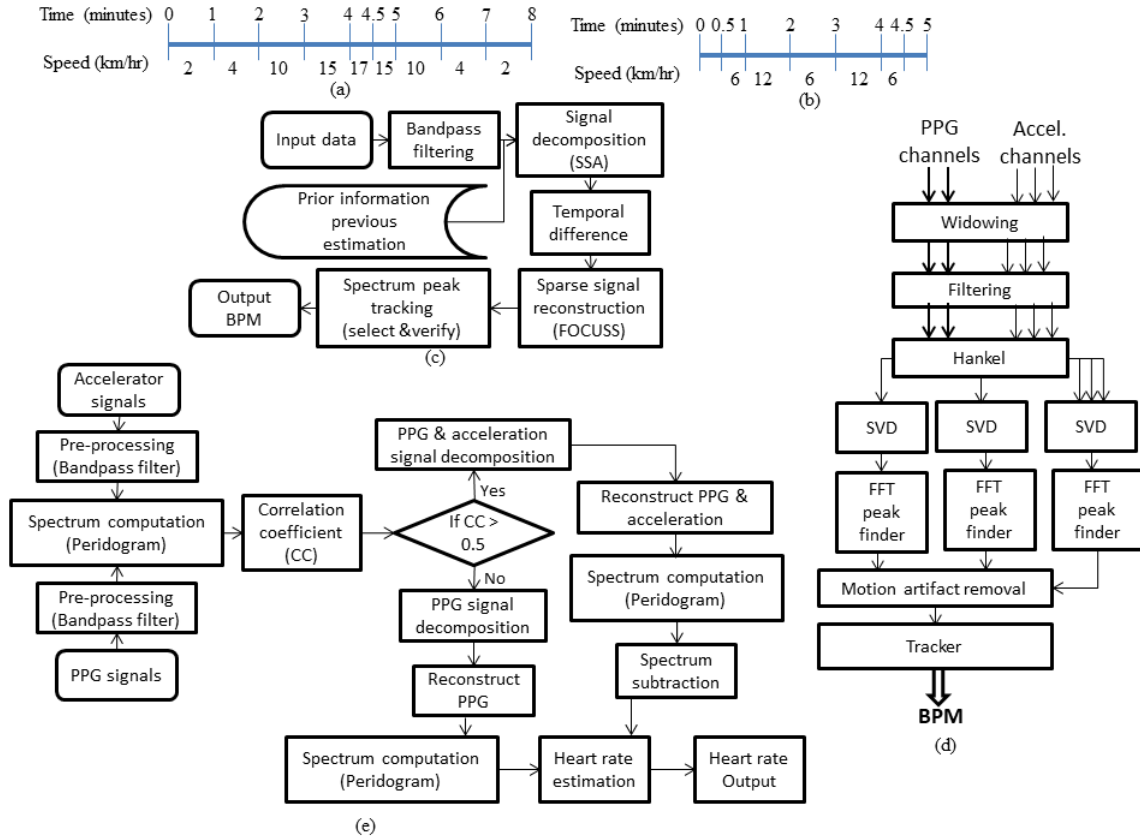 Time (minutes) 0 1 2 3 4 4.5 5 6 7 8
Speed (km/hr) 2 4 10 15 17 15 10 4 2
(a)
Time (minutes) 0 0.5 1 2 3 4 4.5 5
Speed (km/hr) 6 12 6 12 6
(b)
Input data
Bandpass
filtering
Signal
decomposition
(SSA)
Prior information
previous
estimation
Temporal
difference
Output
BPM
Spectrum peak
tracking
(select &verify)
Sparse signal
reconstruction
(FOCUSS)
(c)
PPG
channels
Accel.
channels
Widowing
Filtering
Hankel
SVD
SVD
SVD
FFT
peak
finder
FFT
peak
finder
FFT
peak
finder
Motion artifact removal
Tracker
BPM
(d)
Accelerator
signals
Pre-processing
(Bandpass filter)
Spectrum computation
(Peridogram)
Pre-processing
(Bandpass filter)
PPG signals
Correlation
coefficient
(CC)
If CC >
0.5
Yes
No
PPG & acceleration
signal decomposition
Reconstruct PPG &
acceleration
Spectrum computation
(Peridogram)
Spectrum
subtraction
PPG signal
decomposition
Reconstruct
PPG
Spectrum computation
(Peridogram)
Heart rate
estimation
Heart rate
Output
(e)